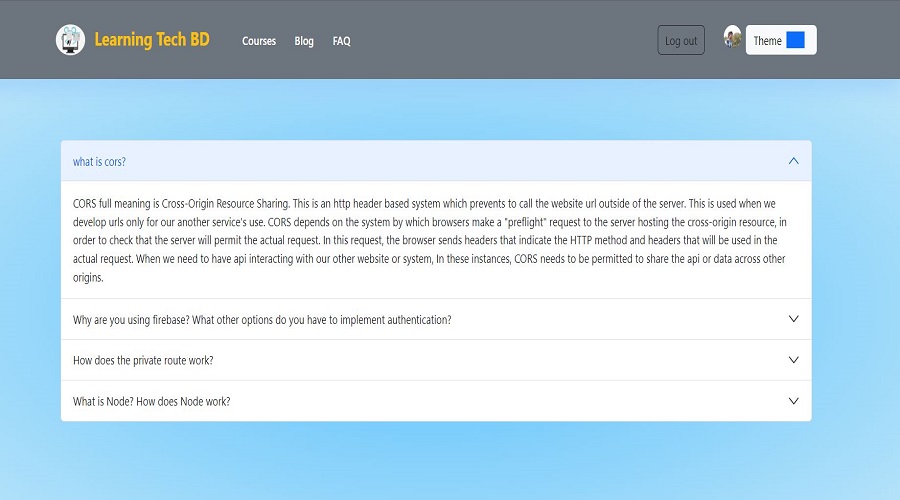 Learning Tech BD Courses Blog FAQ Log out Theme
what is cors?
CORS full meaning is Cross-Origin Resource Sharing. This is an http header based system which prevents to call the website url outside of the server. This is used when we
develop urls only for our another service's use. CORS depends on the system by which browsers make a "preflight" request to the server hosting the cross-origin resource, in
order to check that the server will permit the actual request. In this request, the browser sends headers that indicate the HTTP method and headers that will be used in the
actual request. When we need to have api interacting with our other website or system, In these instances, CORS needs to be permitted to share the api or data across other
origins.
Why are you using firebase? What other options do you have to implement authentication?
How does the private route work?
What is Node? How does Node work?